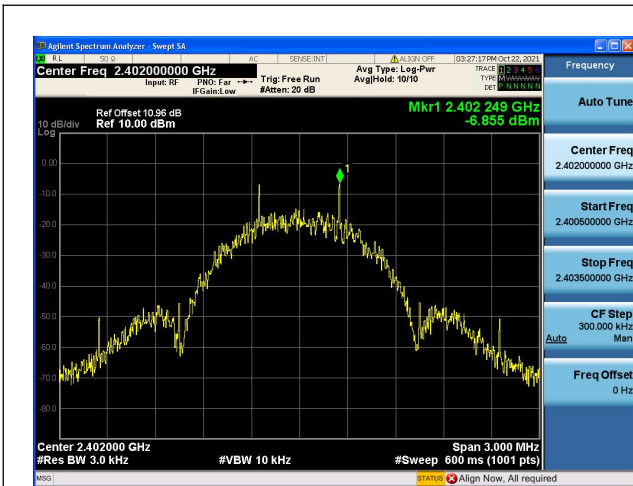 Agilent Spectrum Analyzer - Swept SA
RL 50 Ω AC SENSE:INT ALIGN OFF 03:27:17 PM Oct 22, 2021
Center Freq 2.402000000 GHz
Input: RF PNO: Far Trig: Free Run Avg Type: Log-Pwr TRACE 1 2 3 4 5 6
IFGain:Low #Atten: 20 dB Avg|Hold: 10/10 TYPE M
DET P N N N N N
Mkr1 2.402 249 GHz
-6.855 dBm
Ref Offset 10.96 dB
10 dB/div Ref 10.00 dBm
Log
0.00
-10.0
-20.0
-30.0
-40.0
-50.0
-60.0
-70.0
-80.0
1
Center 2.402000 GHz Span 3.000 MHz
#Res BW 3.0 kHz #VBW 10 kHz #Sweep 600 ms (1001 pts)
MSG STATUS Align Now, All required
Frequency
Auto Tune
Center Freq
2.402000000 GHz
Start Freq
2.400500000 GHz
Stop Freq
2.403500000 GHz
CF Step
300.000 kHz
Auto Man
Freq Offset
0 Hz